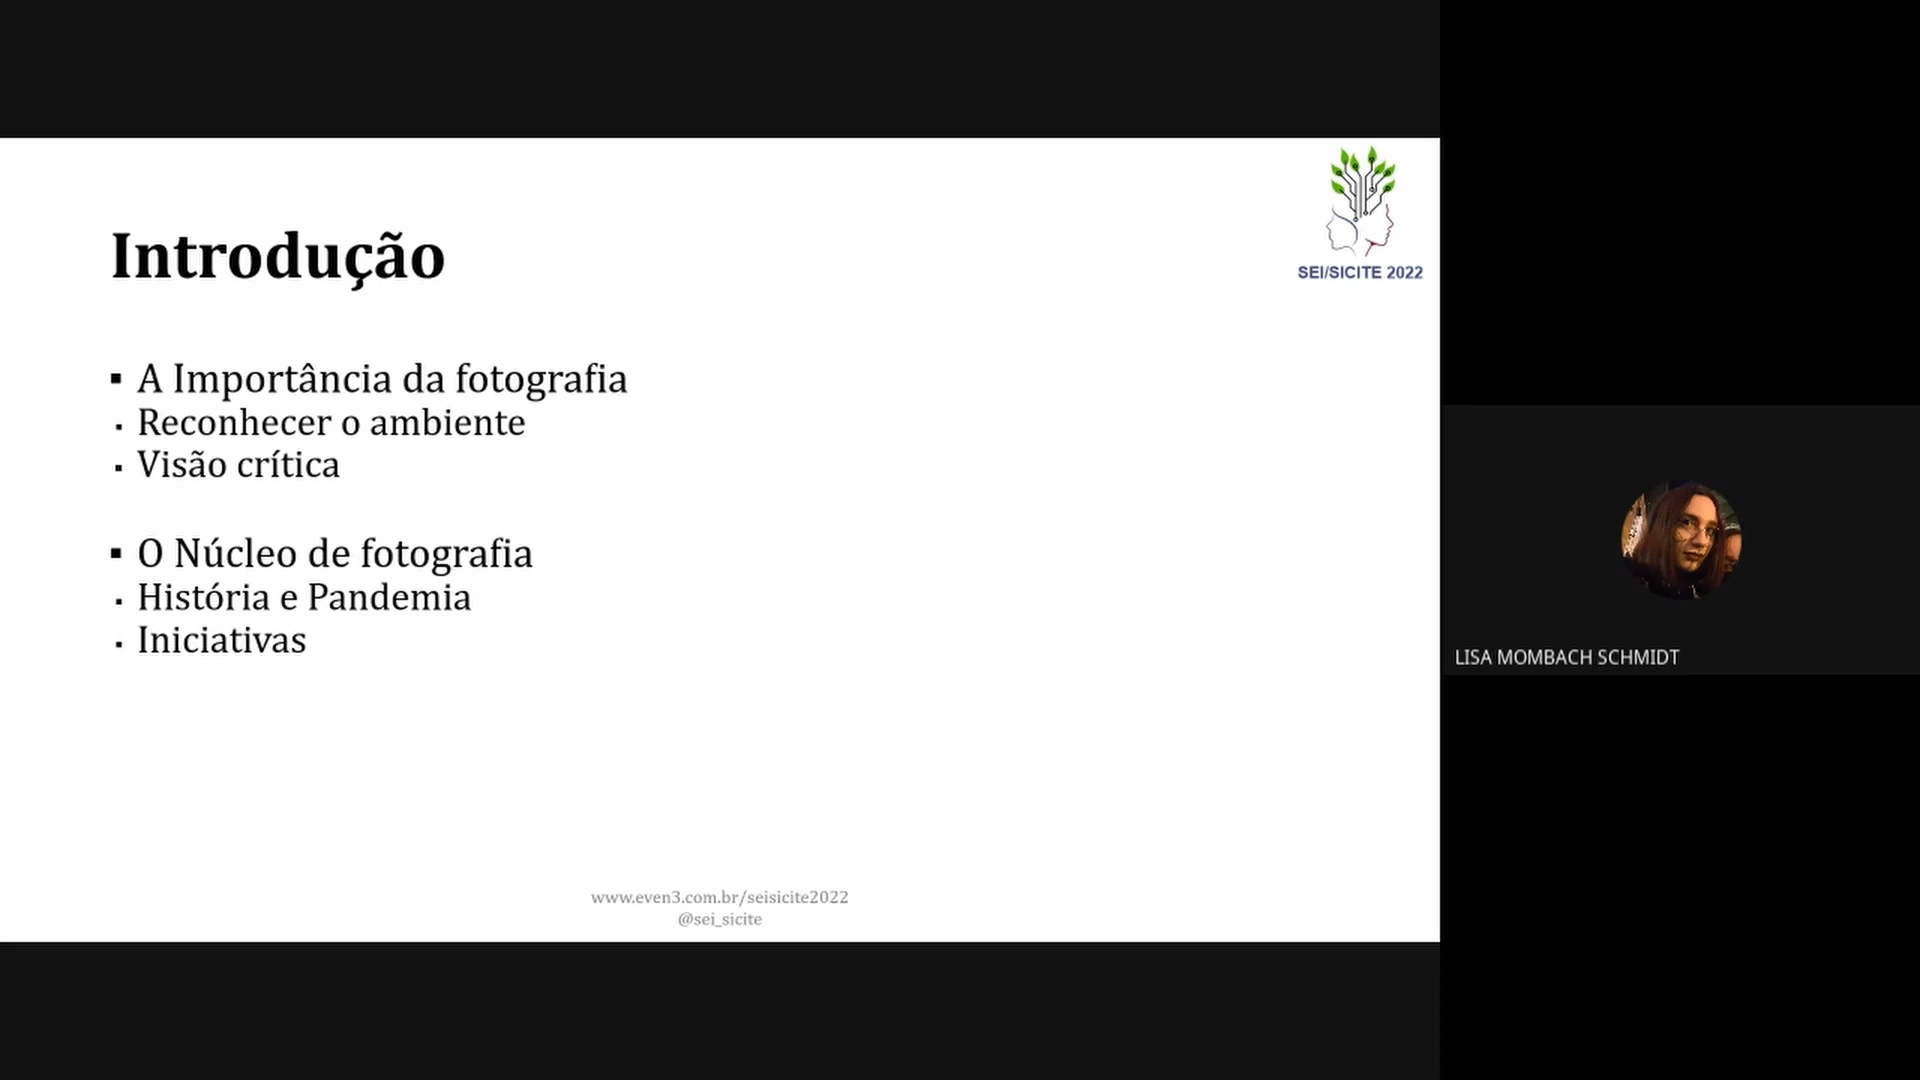 SEI/SICITE 2022
Introdução
▪ A Importância da fotografia
▪ Reconhecer o ambiente
▪ Visão crítica
▪ O Núcleo de fotografia
▪ História e Pandemia
▪ Iniciativas
www.even3.com.br/seisicite2022
@sei_sicite
LISA MOMBACH SCHMIDT